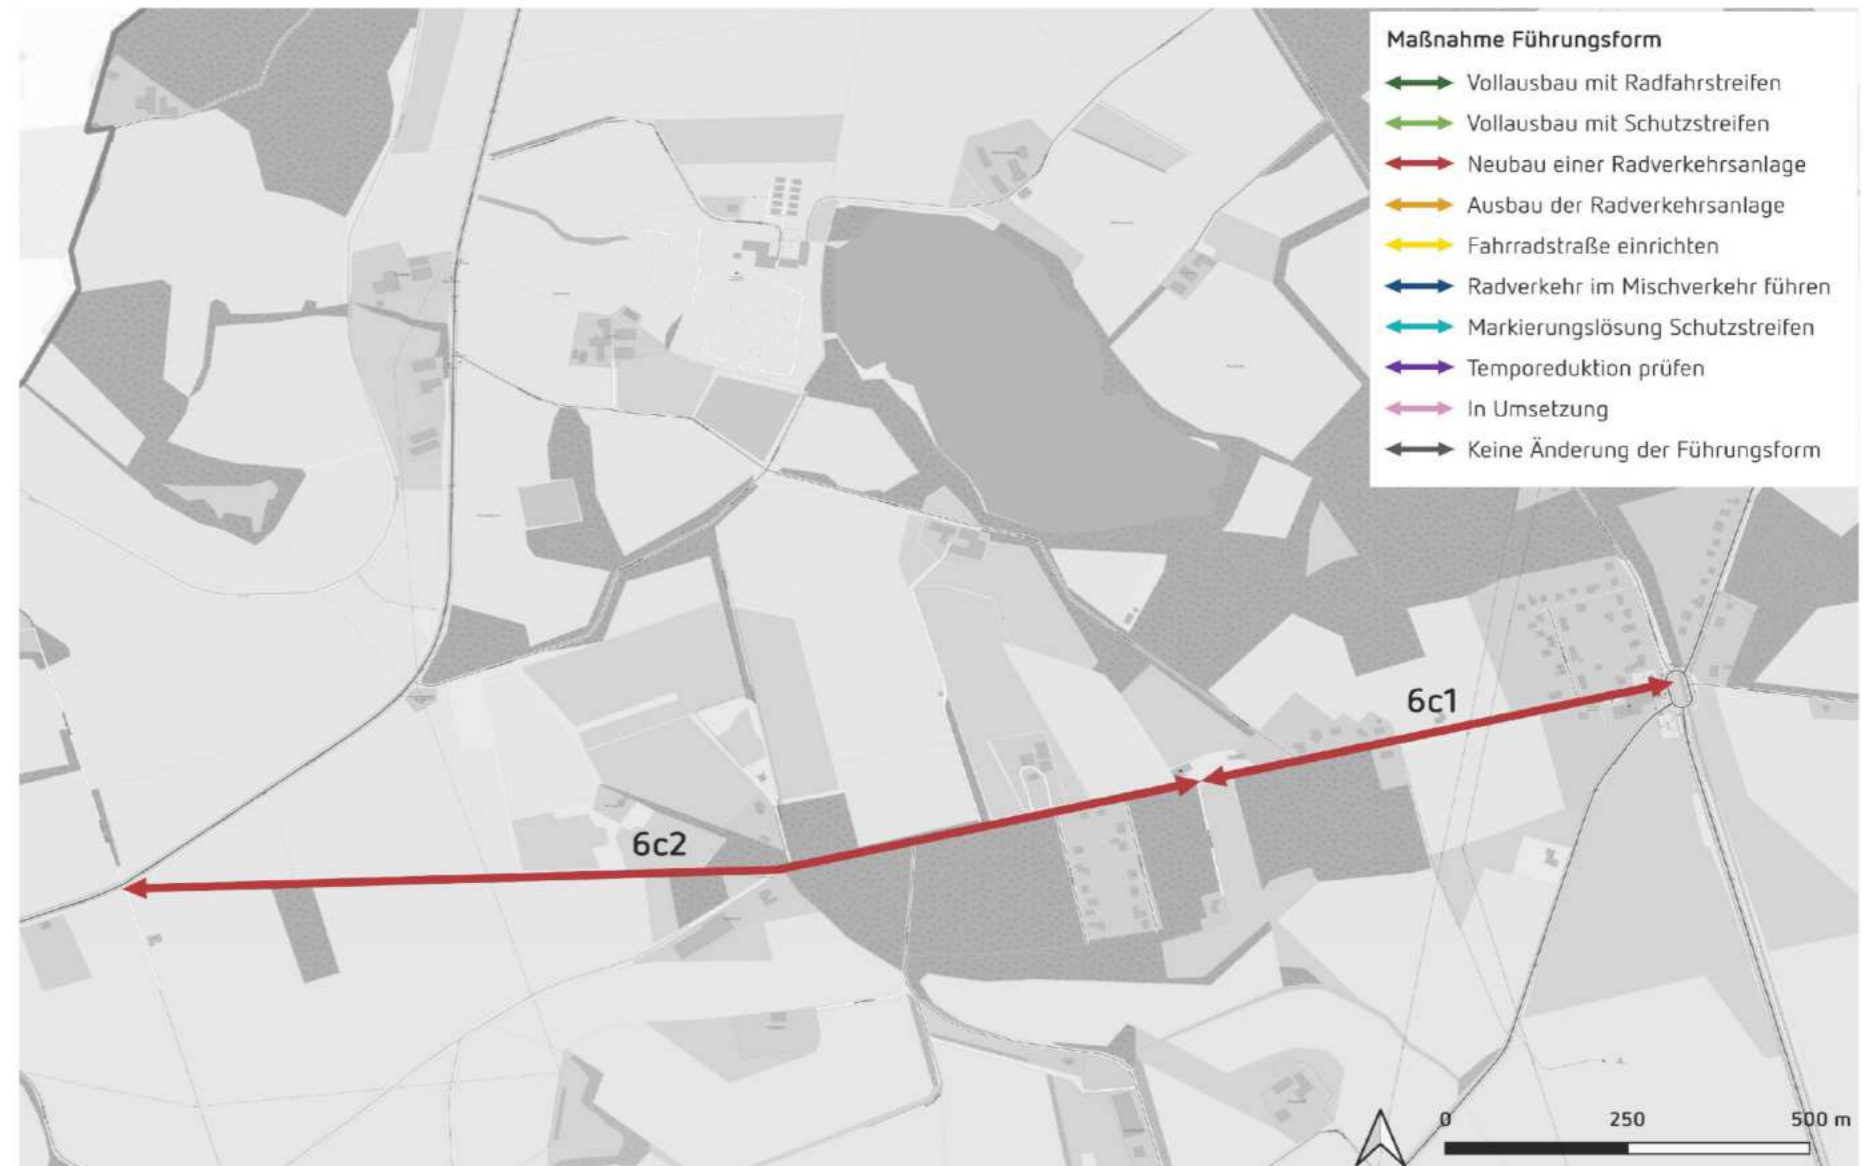 Maßnahme Führungsform
Vollausbau mit Radfahrstreifen
Vollausbau mit Schutzstreifen
Neubau einer Radverkehrsanlage
Ausbau der Radverkehrsanlage
Fahrradstraße einrichten
Radverkehr im Mischverkehr führen
Markierungslösung Schutzstreifen
Temporeduktion prüfen
In Umsetzung
Keine Änderung der Führungsform
6c1
6c2
0 250 500 m